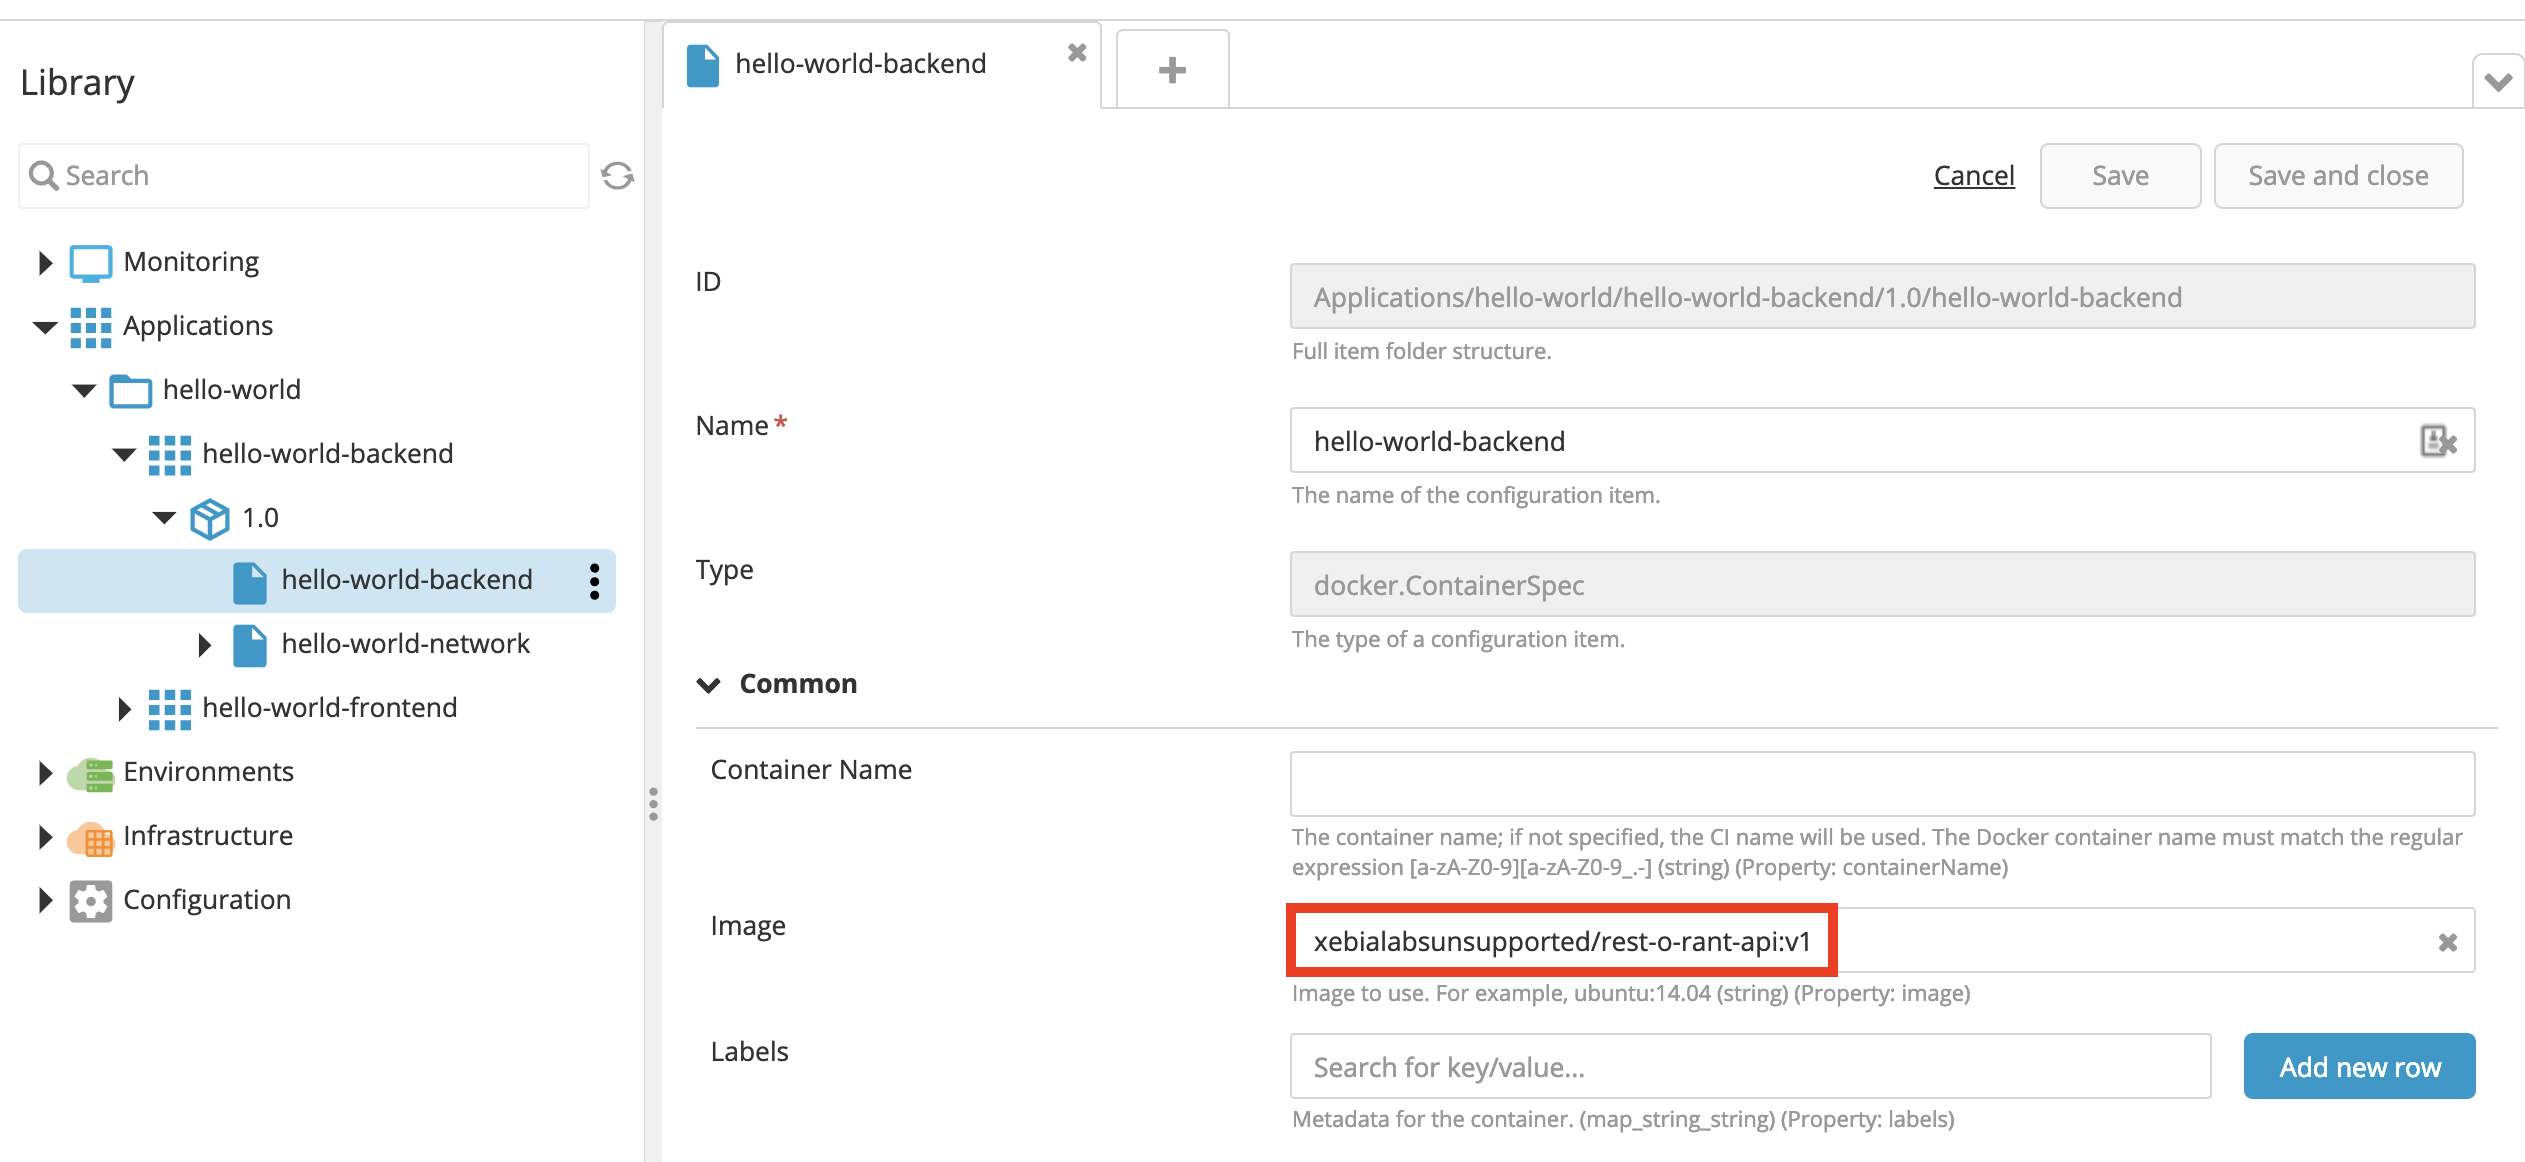 Library
Search
Monitoring
Applications
hello-world
hello-world-backend
1.0
hello-world-backend
hello-world-network
hello-world-frontend
Environments
Infrastructure
Configuration
hello-world-backend
Cancel
Save
Save and close
ID
Applications/hello-world/hello-world-backend/1.0/hello-world-backend
Full item folder structure.
Name *
hello-world-backend
The name of the configuration item.
Type
docker.ContainerSpec
The type of a configuration item.
Common
Container Name
The container name; if not specified, the CI name will be used. The Docker container name must match the regular
expression [a-zA-Z0-9][a-zA-Z0-9_.-] (string) (Property: containerName)
Image
xebialabsunsupported/rest-o-rant-api:v1
Image to use. For example, ubuntu:14.04 (string) (Property: image)
Labels
Search for key/value...
Add new row
Metadata for the container. (map_string_string) (Property: labels)